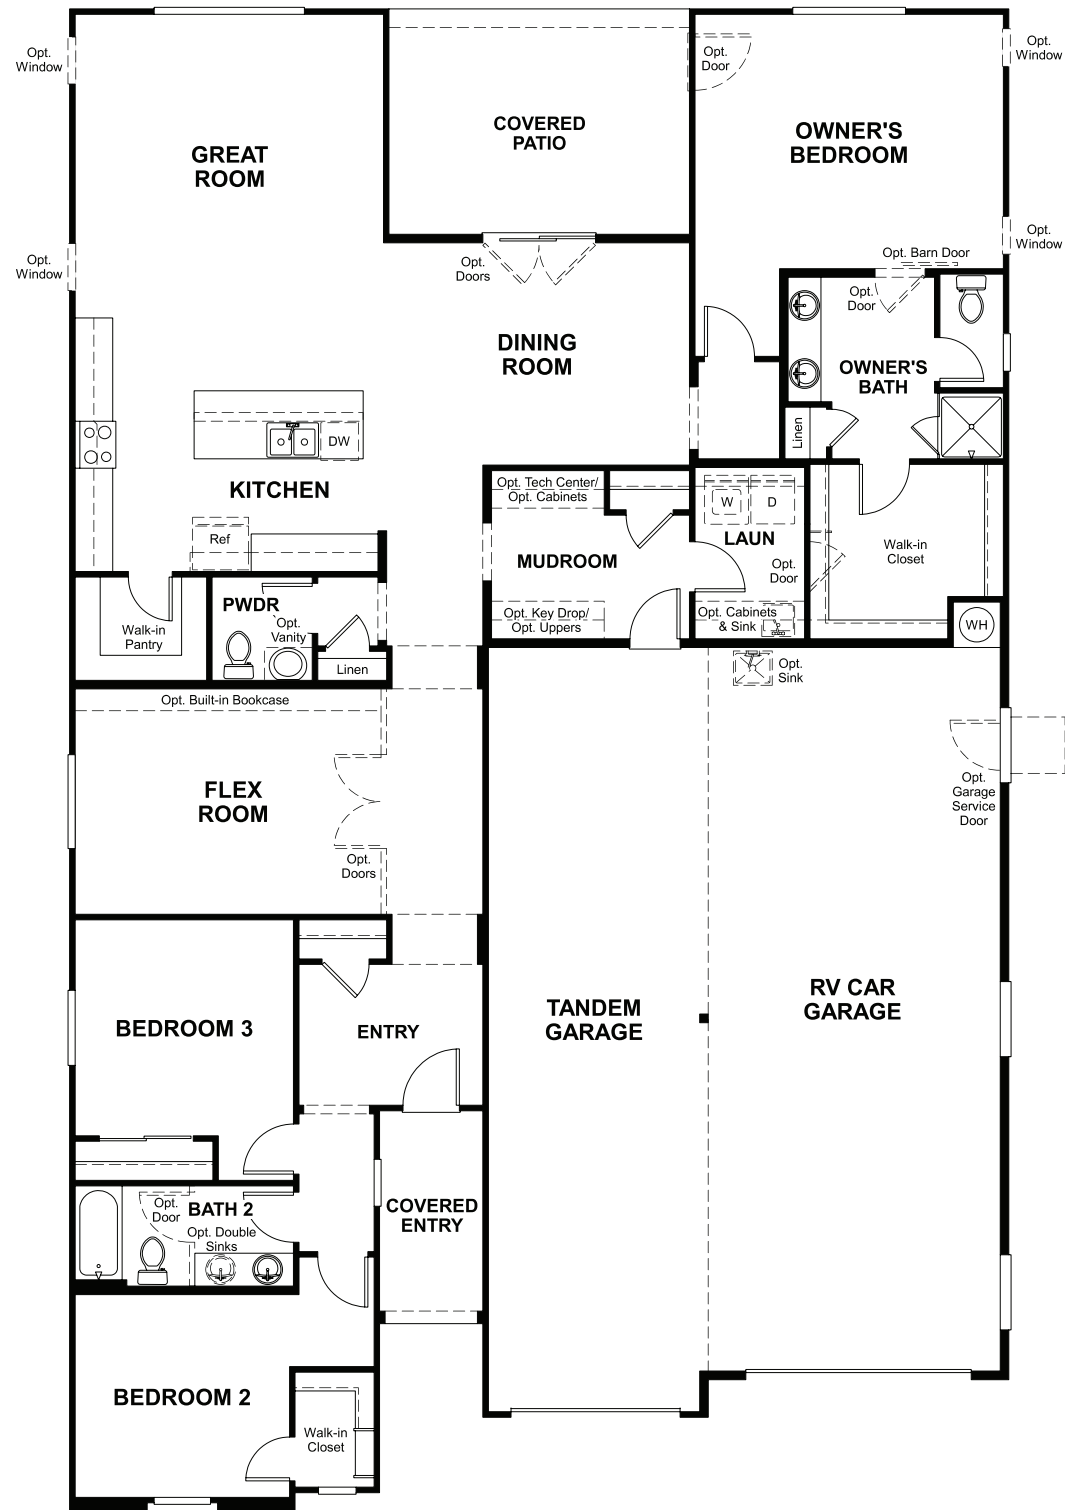 Opt.
Window
GREAT
ROOM
COVERED
PATIO
Opt.
Door
OWNER'S
BEDROOM
Opt.
Window
Opt.
Window
Opt.
Doors
Opt. Barn Door
Opt.
Window
Opt.
Door
DINING
ROOM
OWNER'S
BATH
Linen
DW
KITCHEN
Ref
Opt. Tech Center/
Opt. Cabinets
MUDROOM
Opt. Key Drop/
Opt. Uppers
W
D
LAUN
Opt.
Door
Opt. Cabinets
& Sink
Walk-in
Closet
WH
Walk-in
Pantry
PWDR
Opt.
Vanity
Linen
Opt.
Sink
Opt. Built-in Bookcase
FLEX
ROOM
Opt.
Doors
Opt.
Garage
Service
Door
BEDROOM 3
ENTRY
TANDEM
GARAGE
RV CAR
GARAGE
Opt.
Door
BATH 2
Opt. Double
Sinks
COVERED
ENTRY
BEDROOM 2
Walk-in
Closet